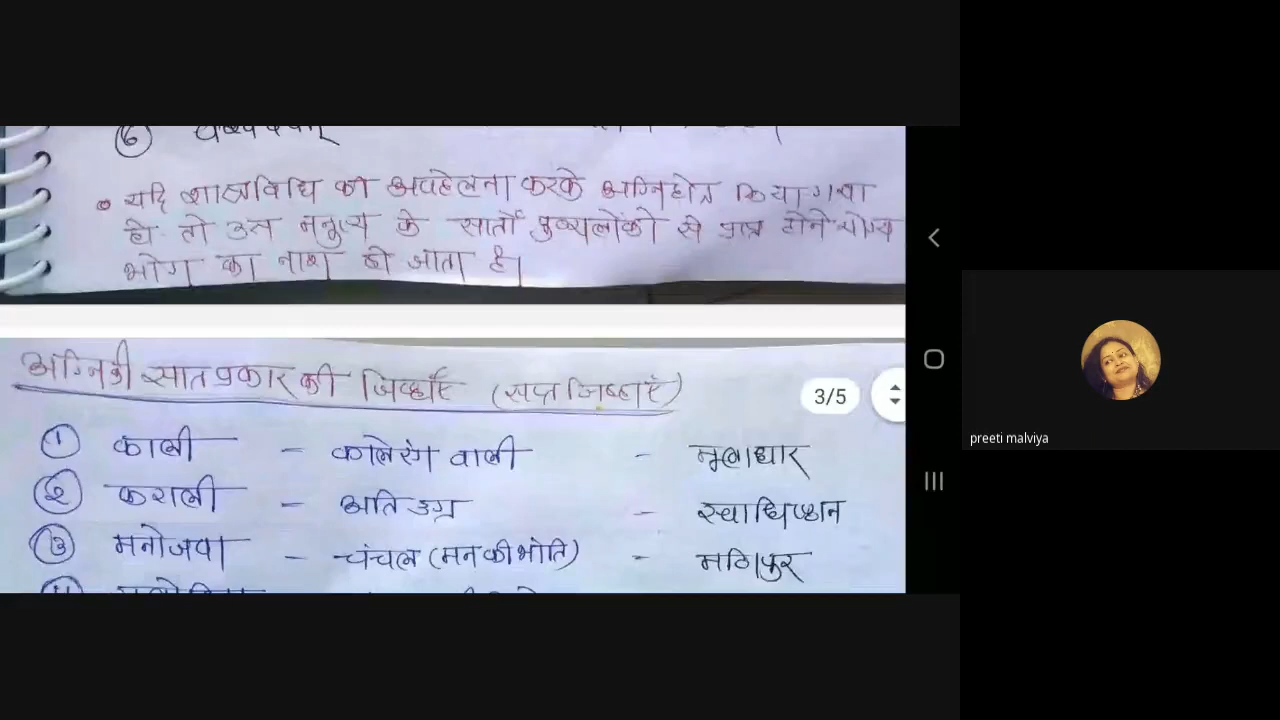 • यदि शास्त्रविधि की अवहेलना करके अग्निहोत्र किया गया
हो तो उस मनुष्य के सातों पुण्यलोकों से प्राप्त होने योग्य
भोग का नाश हो जाता है।
अग्नि की सात प्रकार की जिव्हाएँ (सप्त जिव्हाएं)
3/5
① काली – काले रंग वाली – मूलाधार
② कराली – अति उग्र – स्वाधिष्ठान
③ मनोजवा – चंचल (मन की भांति) – मणिपुर
preeti malviya